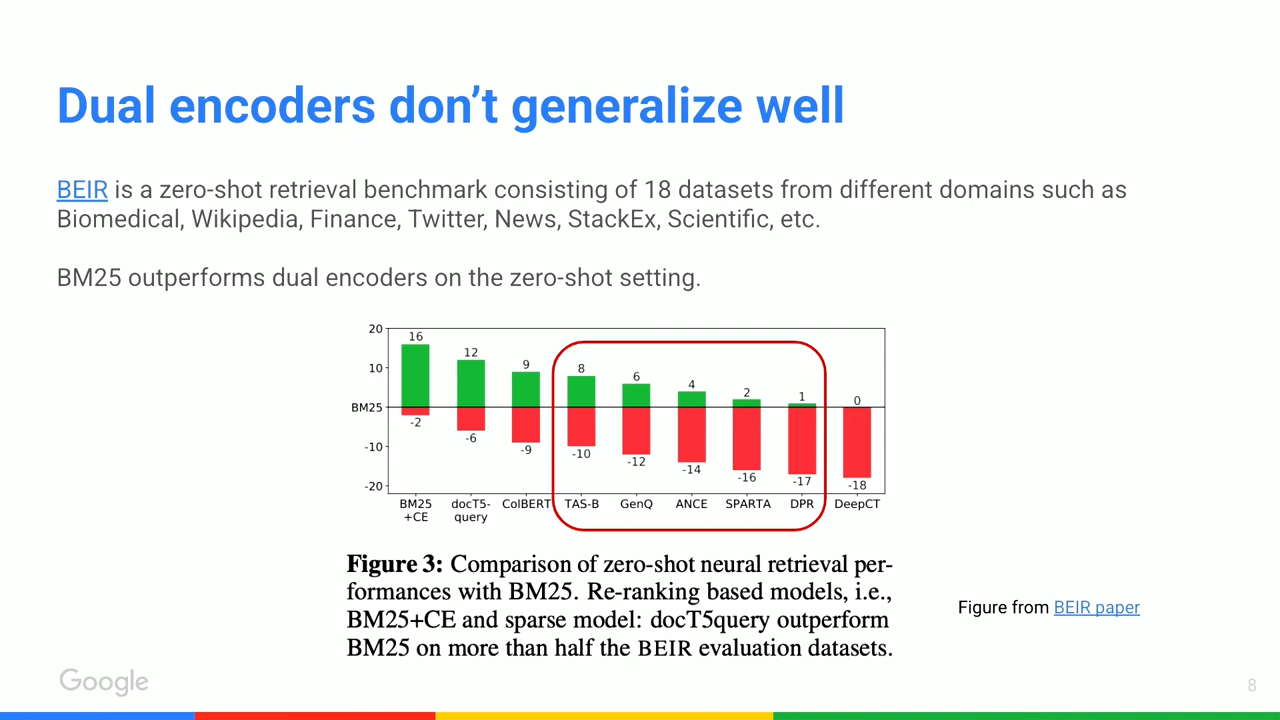 Dual encoders don’t generalize well
BEIR is a zero-shot retrieval benchmark consisting of 18 datasets from different domains such as
Biomedical, Wikipedia, Finance, Twitter, News, StackEx, Scientific, etc.
BM25 outperforms dual encoders on the zero-shot setting.
20
10
BM25
-10
-20
16
12
9
8
6
4
2
1
0
-2
-6
-9
-10
-12
-14
-16
-17
-18
BM25
+CE
docT5-
query
ColBERT
TAS-B
GenQ
ANCE
SPARTA
DPR
DeepCT
Figure 3: Comparison of zero-shot neural retrieval per-
formances with BM25. Re-ranking based models, i.e.,
BM25+CE and sparse model: docT5query outperform
BM25 on more than half the BEIR evaluation datasets.
Figure from BEIR paper
Google
8